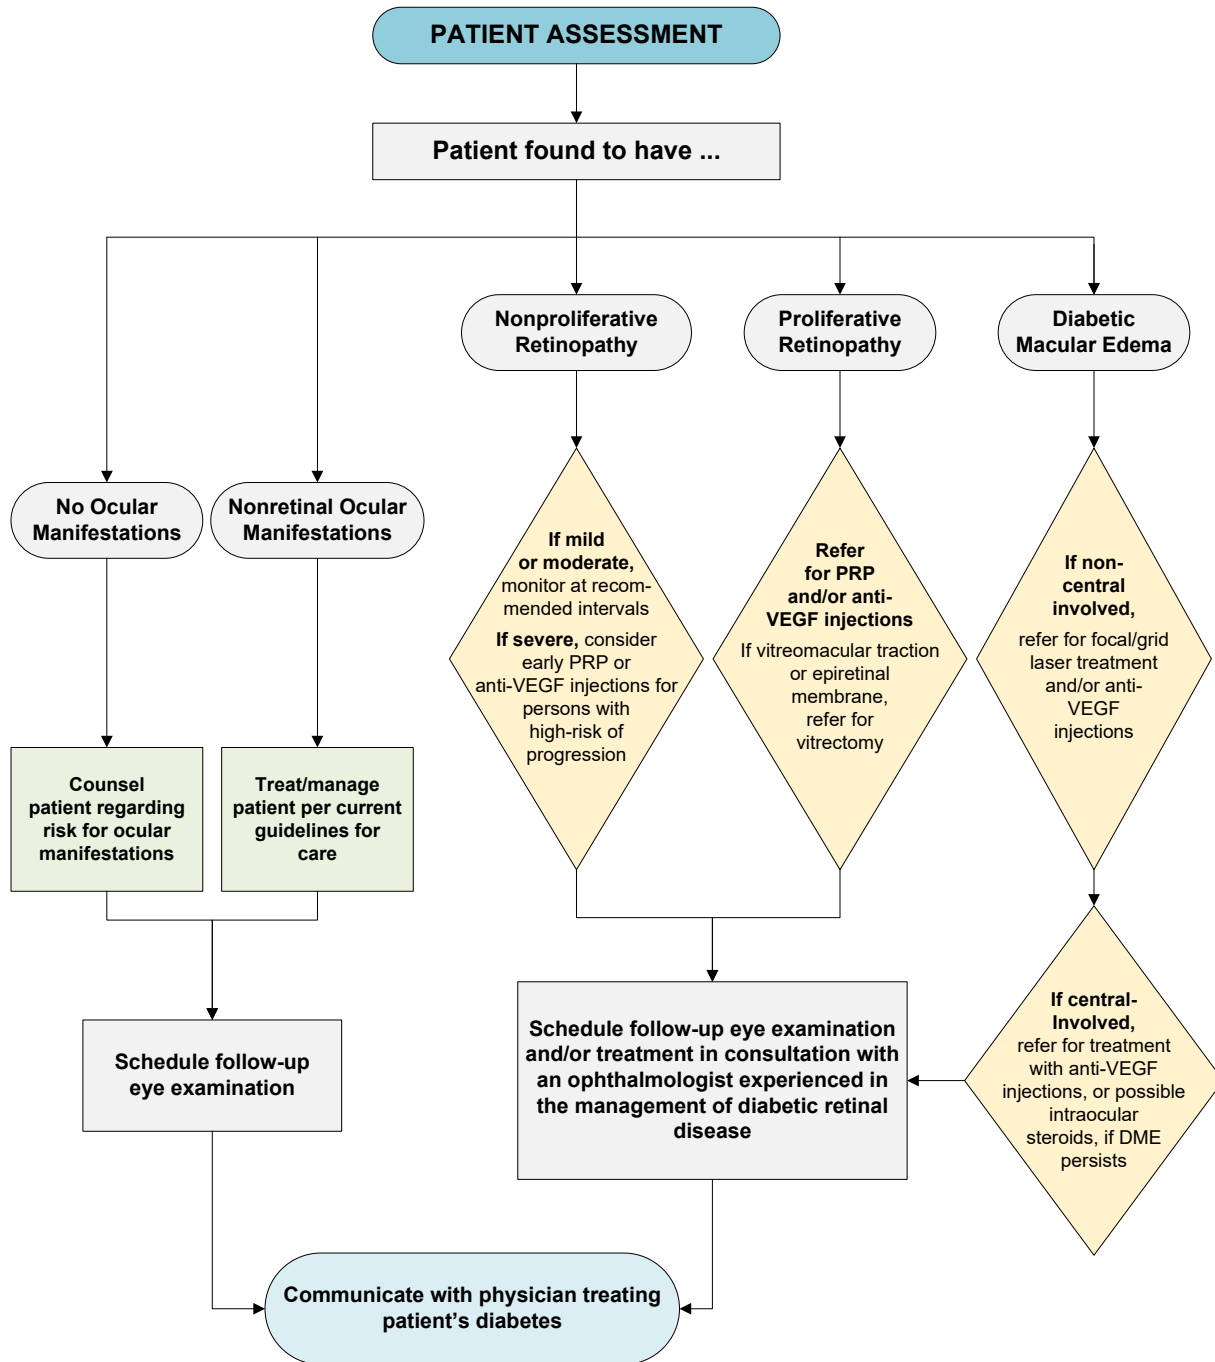 PATIENT ASSESSMENT
Patient found to have ...
Nonproliferative
Retinopathy
Proliferative
Retinopathy
Diabetic
Macular Edema
No Ocular
Manifestations
Nonretinal Ocular
Manifestations
If mild
or moderate,
monitor at recom-
mended intervals
If severe, consider
early PRP or
anti-VEGF injections for
persons with
high-risk of
progression
Refer
for PRP
and/or anti-
VEGF injections
If vitreomacular traction
or epiretinal
membrane,
refer for
vitrectomy
If non-
central
involved,
refer for focal/grid
laser treatment
and/or anti-
VEGF
injections
Counsel
patient regarding
risk for ocular
manifestations
Treat/manage
patient per current
guidelines for
care
If central-
Involved,
refer for treatment
with anti-VEGF
injections, or possible
intraocular
steroids, if DME
persists
Schedule follow-up
eye examination
Schedule follow-up eye examination
and/or treatment in consultation with
an ophthalmologist experienced in
the management of diabetic retinal
disease
Communicate with physician treating
patient's diabetes